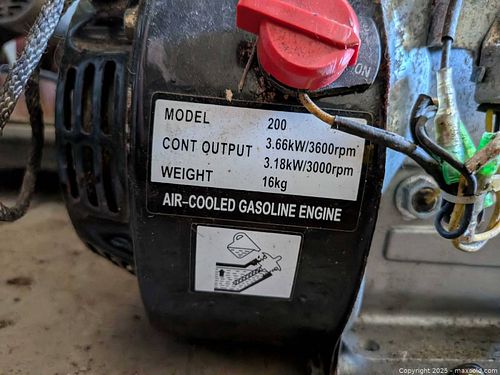 ON
MODEL 200
CONT OUTPUT 3.66kW/3600rpm
3.18kW/3000rpm
WEIGHT 16kg
AIR-COOLED GASOLINE ENGINE
Copyright © 2025 - maxsold.com